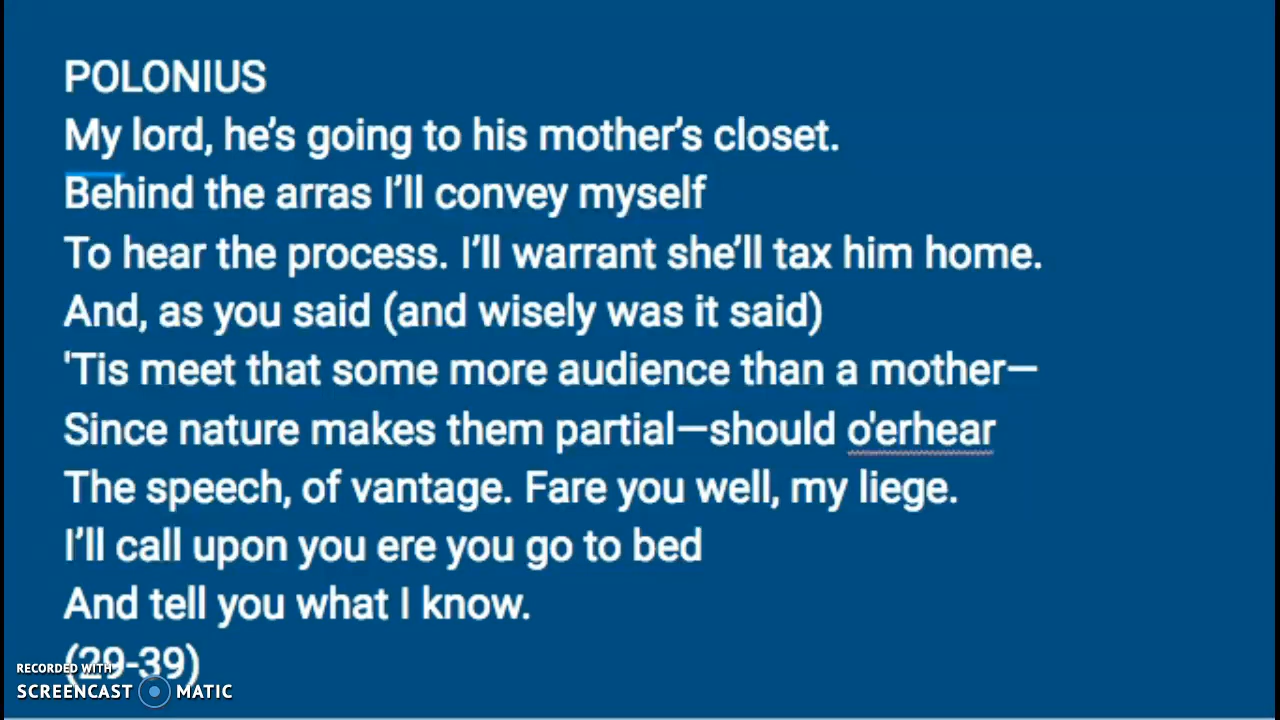 POLONIUS
My lord, he’s going to his mother’s closet.
Behind the arras I’ll convey myself
To hear the process. I’ll warrant she’ll tax him home.
And, as you said (and wisely was it said)
'Tis meet that some more audience than a mother—
Since nature makes them partial—should o'erhear
The speech, of vantage. Fare you well, my liege.
I’ll call upon you ere you go to bed
And tell you what I know.
(29-39)
RECORDED WITH
SCREENCAST MATIC